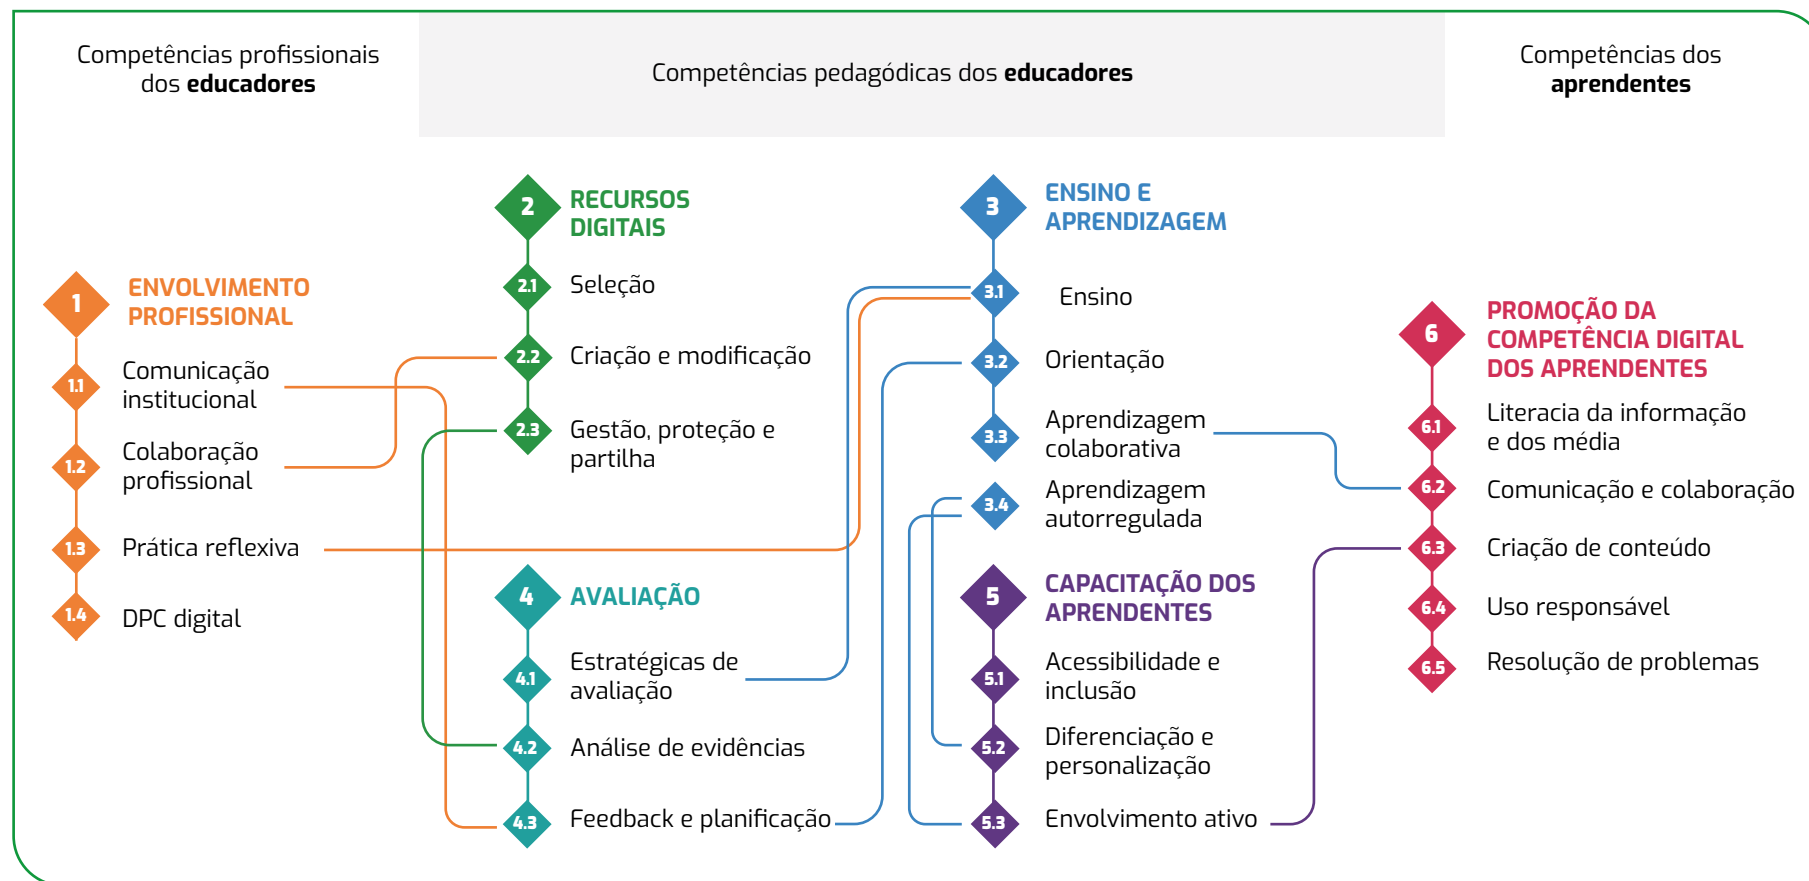 Competências profissionais
dos educadores
Competências pedagódicas dos educadores
Competências dos
aprendentes
1
ENVOLVIMENTO
PROFISSIONAL
1.1
Comunicação
institucional
1.2
Colaboração
profissional
1.3
Prática reflexiva
1.4
DPC digital
2
RECURSOS
DIGITAIS
2.1
Seleção
2.2
Criação e modificação
2.3
Gestão, proteção e
partilha
4
AVALIAÇÃO
4.1
Estratégicas de
avaliação
4.2
Análise de evidências
4.3
Feedback e planificação
3
ENSINO E
APRENDIZAGEM
3.1
Ensino
3.2
Orientação
3.3
Aprendizagem
colaborativa
3.4
Aprendizagem
autorregulada
5
CAPACITAÇÃO DOS
APRENDENTES
5.1
Acessibilidade e
inclusão
5.2
Diferenciação e
personalização
5.3
Envolvimento ativo
6
PROMOÇÃO DA
COMPETÊNCIA DIGITAL
DOS APRENDENTES
6.1
Literacia da informação
e dos média
6.2
Comunicação e colaboração
6.3
Criação de conteúdo
6.4
Uso responsável
6.5
Resolução de problemas